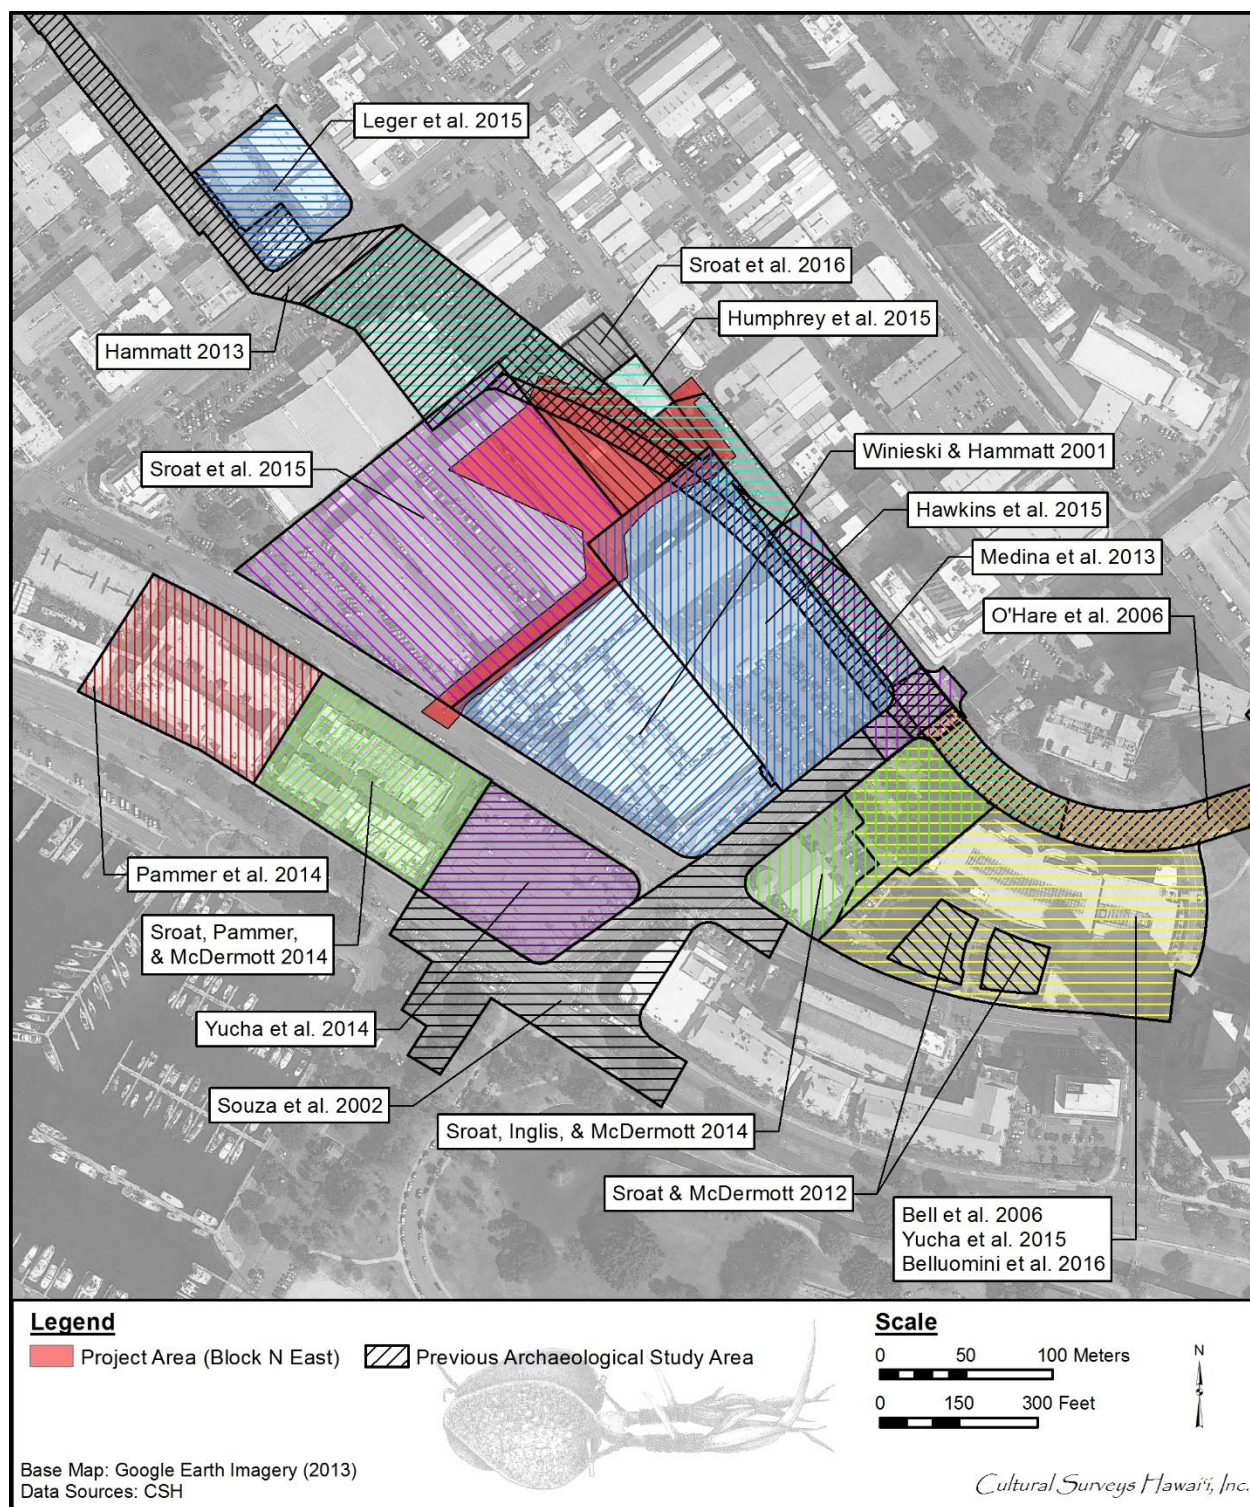 Leger et al. 2015
Sroat et al. 2016
Humphrey et al. 2015
Hammatt 2013
Winieski & Hammatt 2001
Sroat et al. 2015
Hawkins et al. 2015
Medina et al. 2013
O'Hare et al. 2006
Pammer et al. 2014
Sroat, Pammer,
& McDermott 2014
Yucha et al. 2014
Souza et al. 2002
Sroat, Inglis, & McDermott 2014
Sroat & McDermott 2012
Bell et al. 2006
Yucha et al. 2015
Belluomini et al. 2016
Legend
Project Area (Block N East)
Previous Archaeological Study Area
Scale
0 50 100 Meters
0 150 300 Feet
N
Base Map: Google Earth Imagery (2013)
Data Sources: CSH
Cultural Surveys Hawaiʻi, Inc.